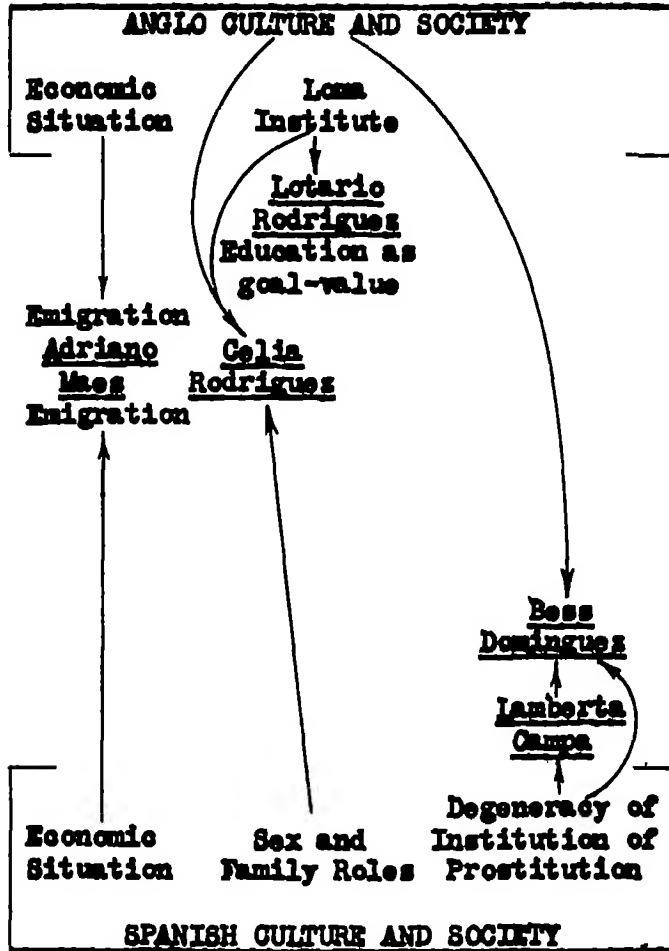 ANGLO CULTURE AND SOCIETY
Economic
Situation
Loma
Institute
Lotario
Rodriguez
Education as
goal-value
Emigration
Adriano
Maes
Emigration
Celia
Rodriguez
Bess
Dominguez
Lamberta
Campa
Economic
Situation
Sex and
Family Roles
Degeneracy of
Institution of
Prostitution
SPANISH CULTURE AND SOCIETY